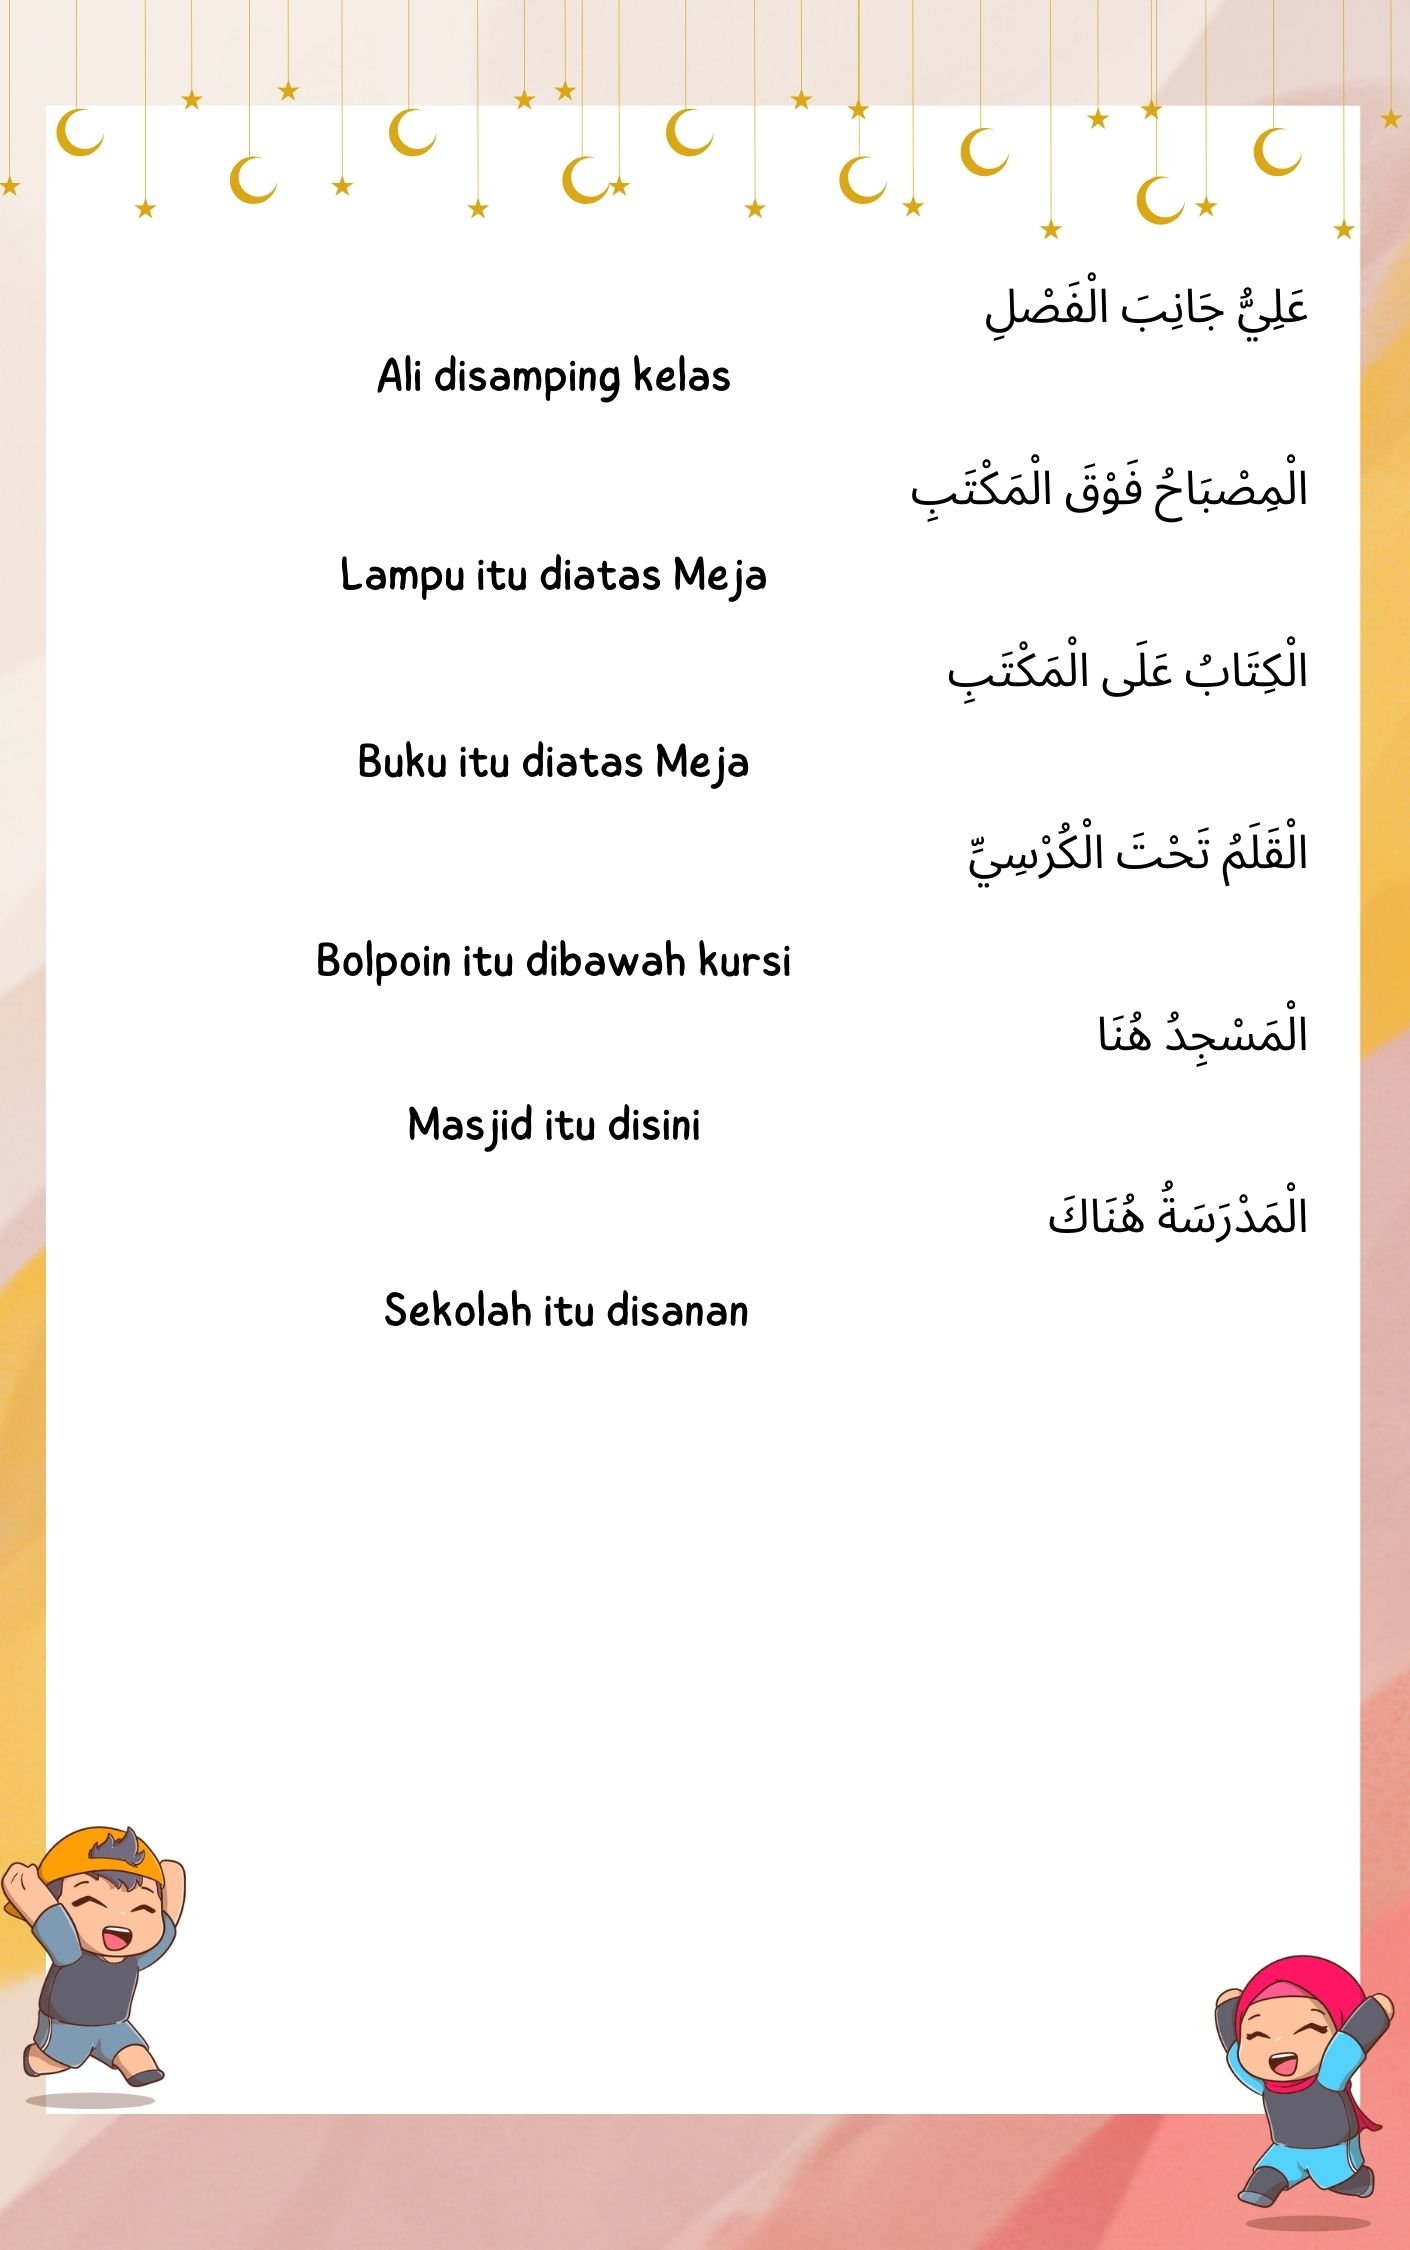 عَلِيُّ جَانِبَ الْفَصْلِ
Ali disamping kelas
الْمِصْبَاحُ فَوْقَ الْمَكْتَبِ
Lampu itu diatas Meja
الْكِتَابُ عَلَى الْمَكْتَبِ
Buku itu diatas Meja
الْقَلَمُ تَحْتَ الْكُرْسِيِّ
Bolpoin itu dibawah kursi
الْمَسْجِدُ هُنَا
Masjid itu disini
الْمَدْرَسَةُ هُنَاكَ
Sekolah itu disanan